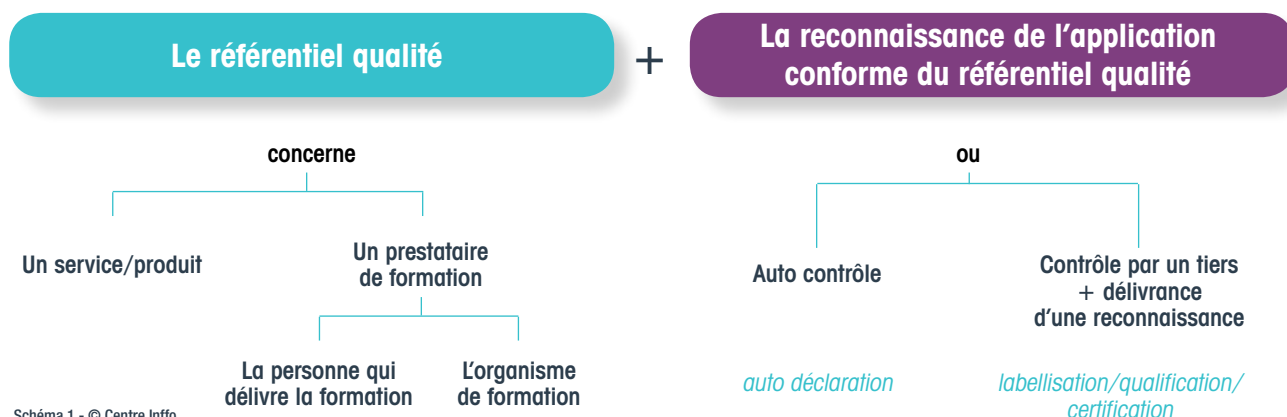 Le référentiel qualité
+
La reconnaissance de l'application
conforme du référentiel qualité
concerne
Un service/produit
Un prestataire
de formation
La personne qui
délivre la formation
L'organisme
de formation
ou
Auto contrôle
auto déclaration
Contrôle par un tiers
+ délivrance
d'une reconnaissance
labellisation/qualification/
certification
Schéma 1 - © Centre Inffo